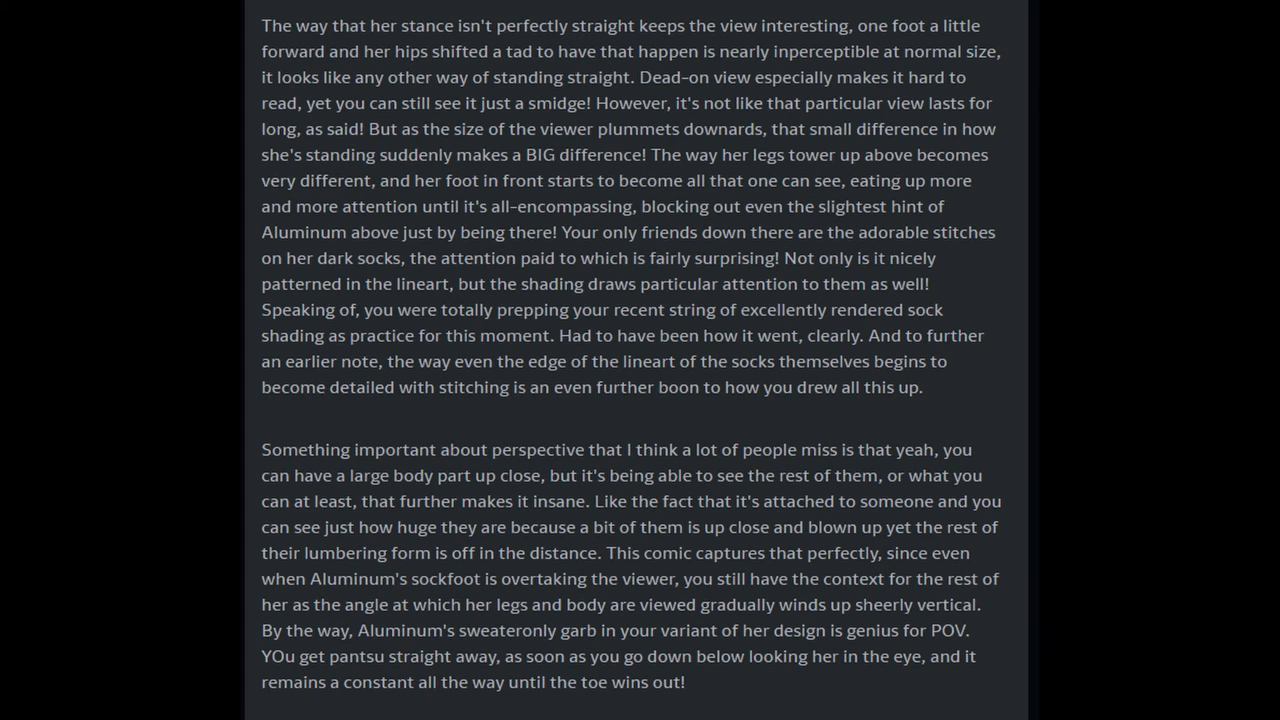 The way that her stance isn't perfectly straight keeps the view interesting, one foot a little
forward and her hips shifted a tad to have that happen is nearly inperceptible at normal size,
it looks like any other way of standing straight. Dead-on view especially makes it hard to
read, yet you can still see it just a smidge! However, it's not like that particular view lasts for
long, as said! But as the size of the viewer plummets downards, that small difference in how
she's standing suddenly makes a BIG difference! The way her legs tower up above becomes
very different, and her foot in front starts to become all that one can see, eating up more
and more attention until it's all-encompassing, blocking out even the slightest hint of
Aluminum above just by being there! Your only friends down there are the adorable stitches
on her dark socks, the attention paid to which is fairly surprising! Not only is it nicely
patterned in the lineart, but the shading draws particular attention to them as well!
Speaking of, you were totally prepping your recent string of excellently rendered sock
shading as practice for this moment. Had to have been how it went, clearly. And to further
an earlier note, the way even the edge of the lineart of the socks themselves begins to
become detailed with stitching is an even further boon to how you drew all this up.
Something important about perspective that I think a lot of people miss is that yeah, you
can have a large body part up close, but it's being able to see the rest of them, or what you
can at least, that further makes it insane. Like the fact that it's attached to someone and you
can see just how huge they are because a bit of them is up close and blown up yet the rest of
their lumbering form is off in the distance. This comic captures that perfectly, since even
when Aluminum's sockfoot is overtaking the viewer, you still have the context for the rest of
her as the angle at which her legs and body are viewed gradually winds up sheerly vertical.
By the way, Aluminum's sweateronly garb in your variant of her design is genius for POV.
YOu get pantsu straight away, as soon as you go down below looking her in the eye, and it
remains a constant all the way until the toe wins out!